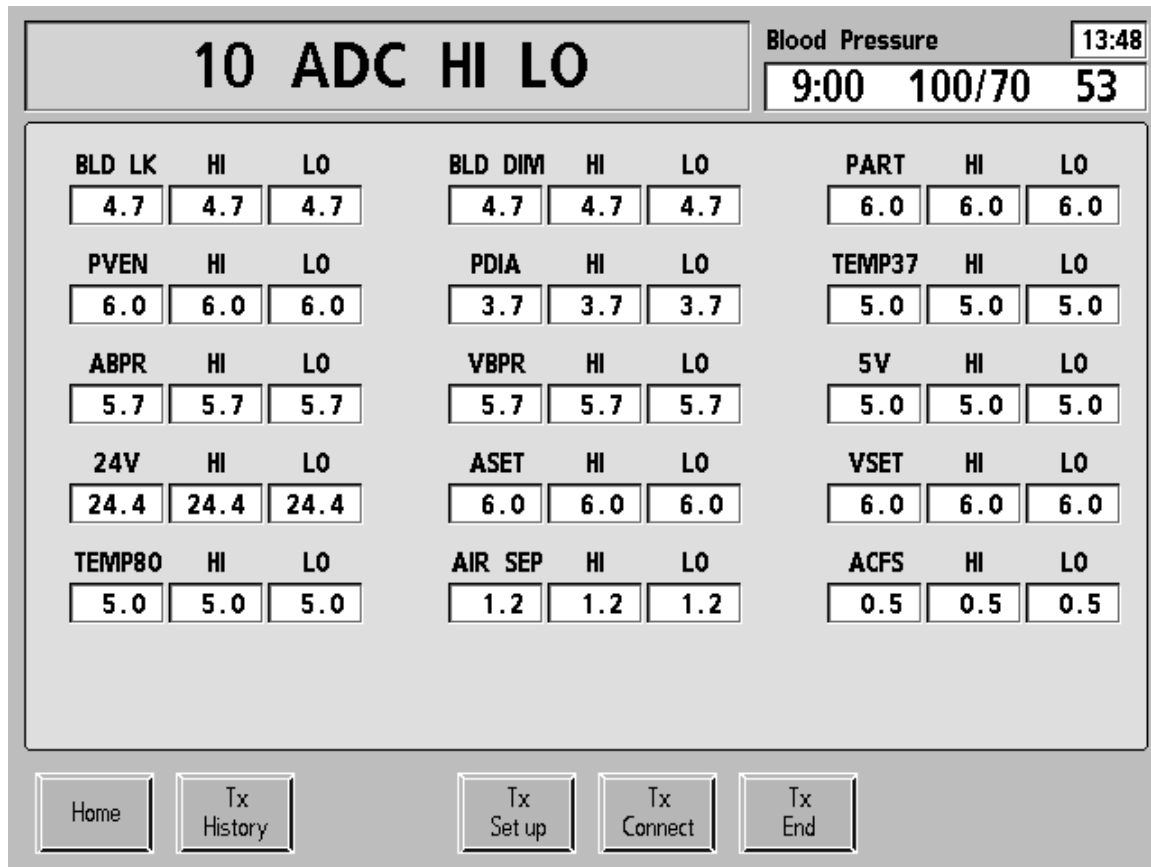 10 ADC HI LO
Blood Pressure 13:48
9:00 100/70 53
BLD LK HI LO BLD DIM HI LO PART HI LO
4.7 4.7 4.7 4.7 4.7 4.7 6.0 6.0 6.0
PVEN HI LO PDIA HI LO TEMP37 HI LO
6.0 6.0 6.0 3.7 3.7 3.7 5.0 5.0 5.0
ABPR HI LO VBPR HI LO 5V HI LO
5.7 5.7 5.7 5.7 5.7 5.7 5.0 5.0 5.0
24V HI LO ASET HI LO VSET HI LO
24.4 24.4 24.4 6.0 6.0 6.0 6.0 6.0 6.0
TEMP80 HI LO AIR SEP HI LO ACFS HI LO
5.0 5.0 5.0 1.2 1.2 1.2 0.5 0.5 0.5
Home
Tx
History
Tx
Set up
Tx
Connect
Tx
End